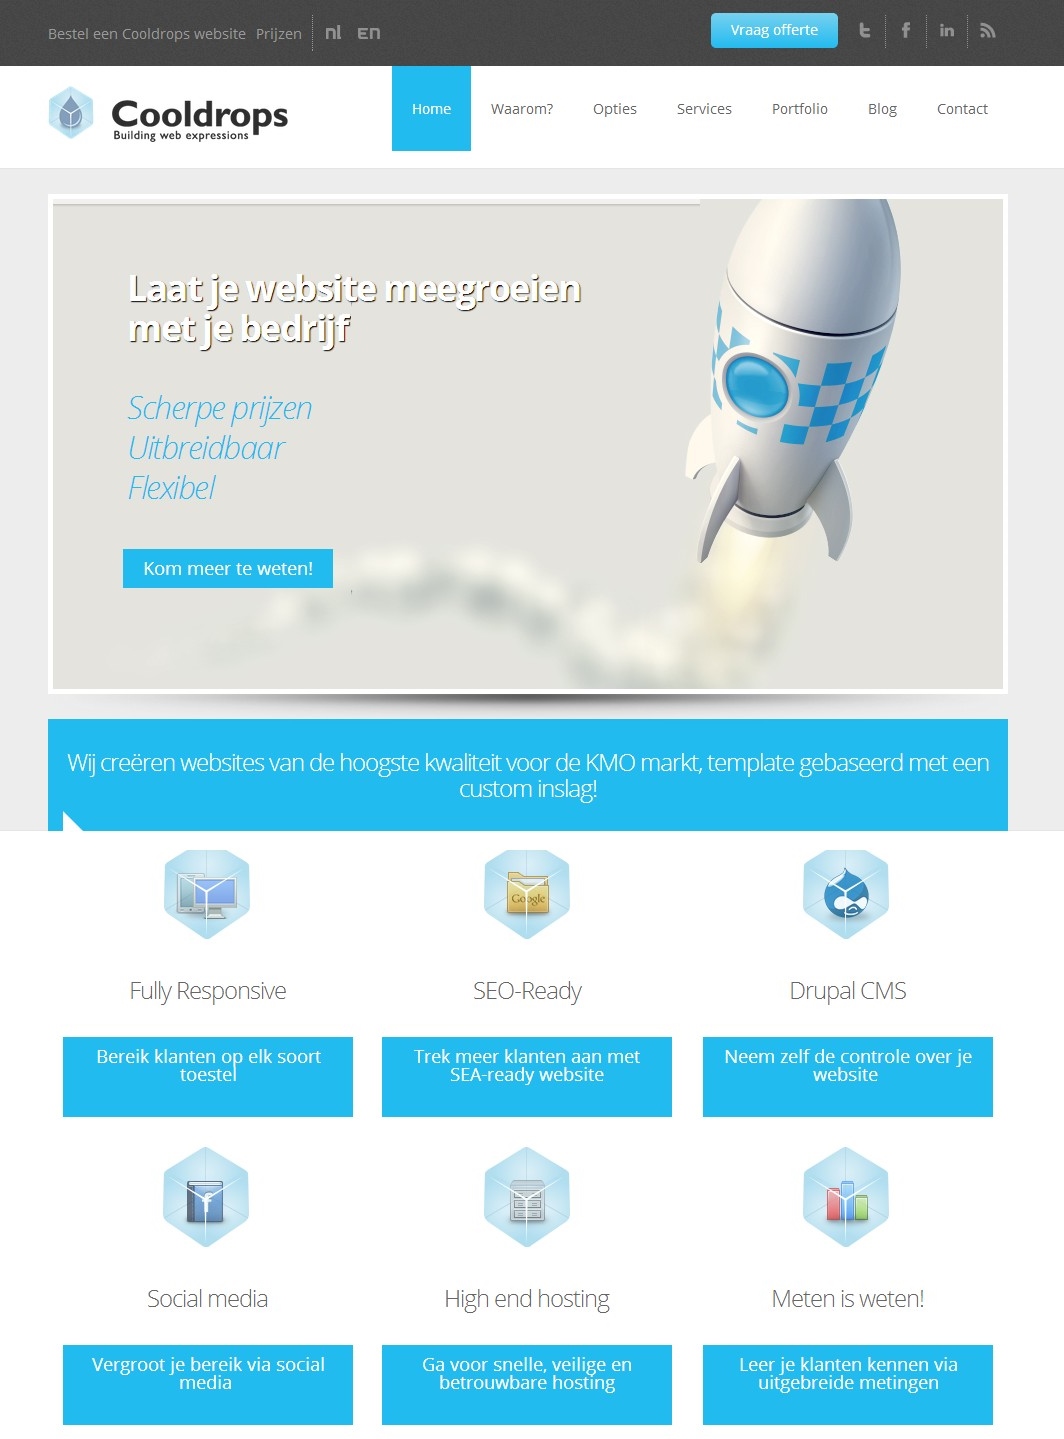 Bestel een Cooldrops website Prijzen nl en Vraag offerte
Cooldrops
Building web expressions
Home Waarom? Opties Services Portfolio Blog Contact
Laat je website meegroeien
met je bedrijf
Scherpe prijzen
Uitbreidbaar
Flexibel
Kom meer te weten!
Wij creëren websites van de hoogste kwaliteit voor de KMO markt, template gebaseerd met een
custom inslag!
Google
Fully Responsive
SEO-Ready
Drupal CMS
Bereik klanten op elk soort
toestel
Trek meer klanten aan met
SEA-ready website
Neem zelf de controle over je
website
Social media
High end hosting
Meten is weten!
Vergroot je bereik via social
media
Ga voor snelle, veilige en
betrouwbare hosting
Leer je klanten kennen via
uitgebreide metingen